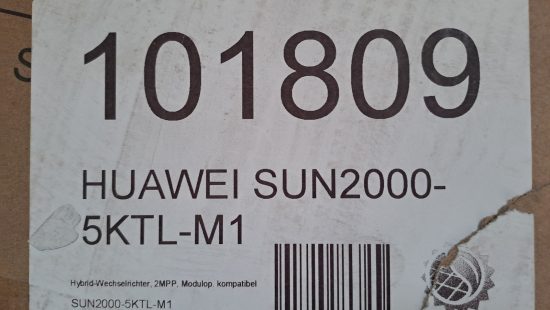 101809
HUAWEI SUN2000-
5KTL-M1
Hybrid-Wechselrichter, 2MPP, Modulop. kompatibel
SUN2000-5KTL-M1